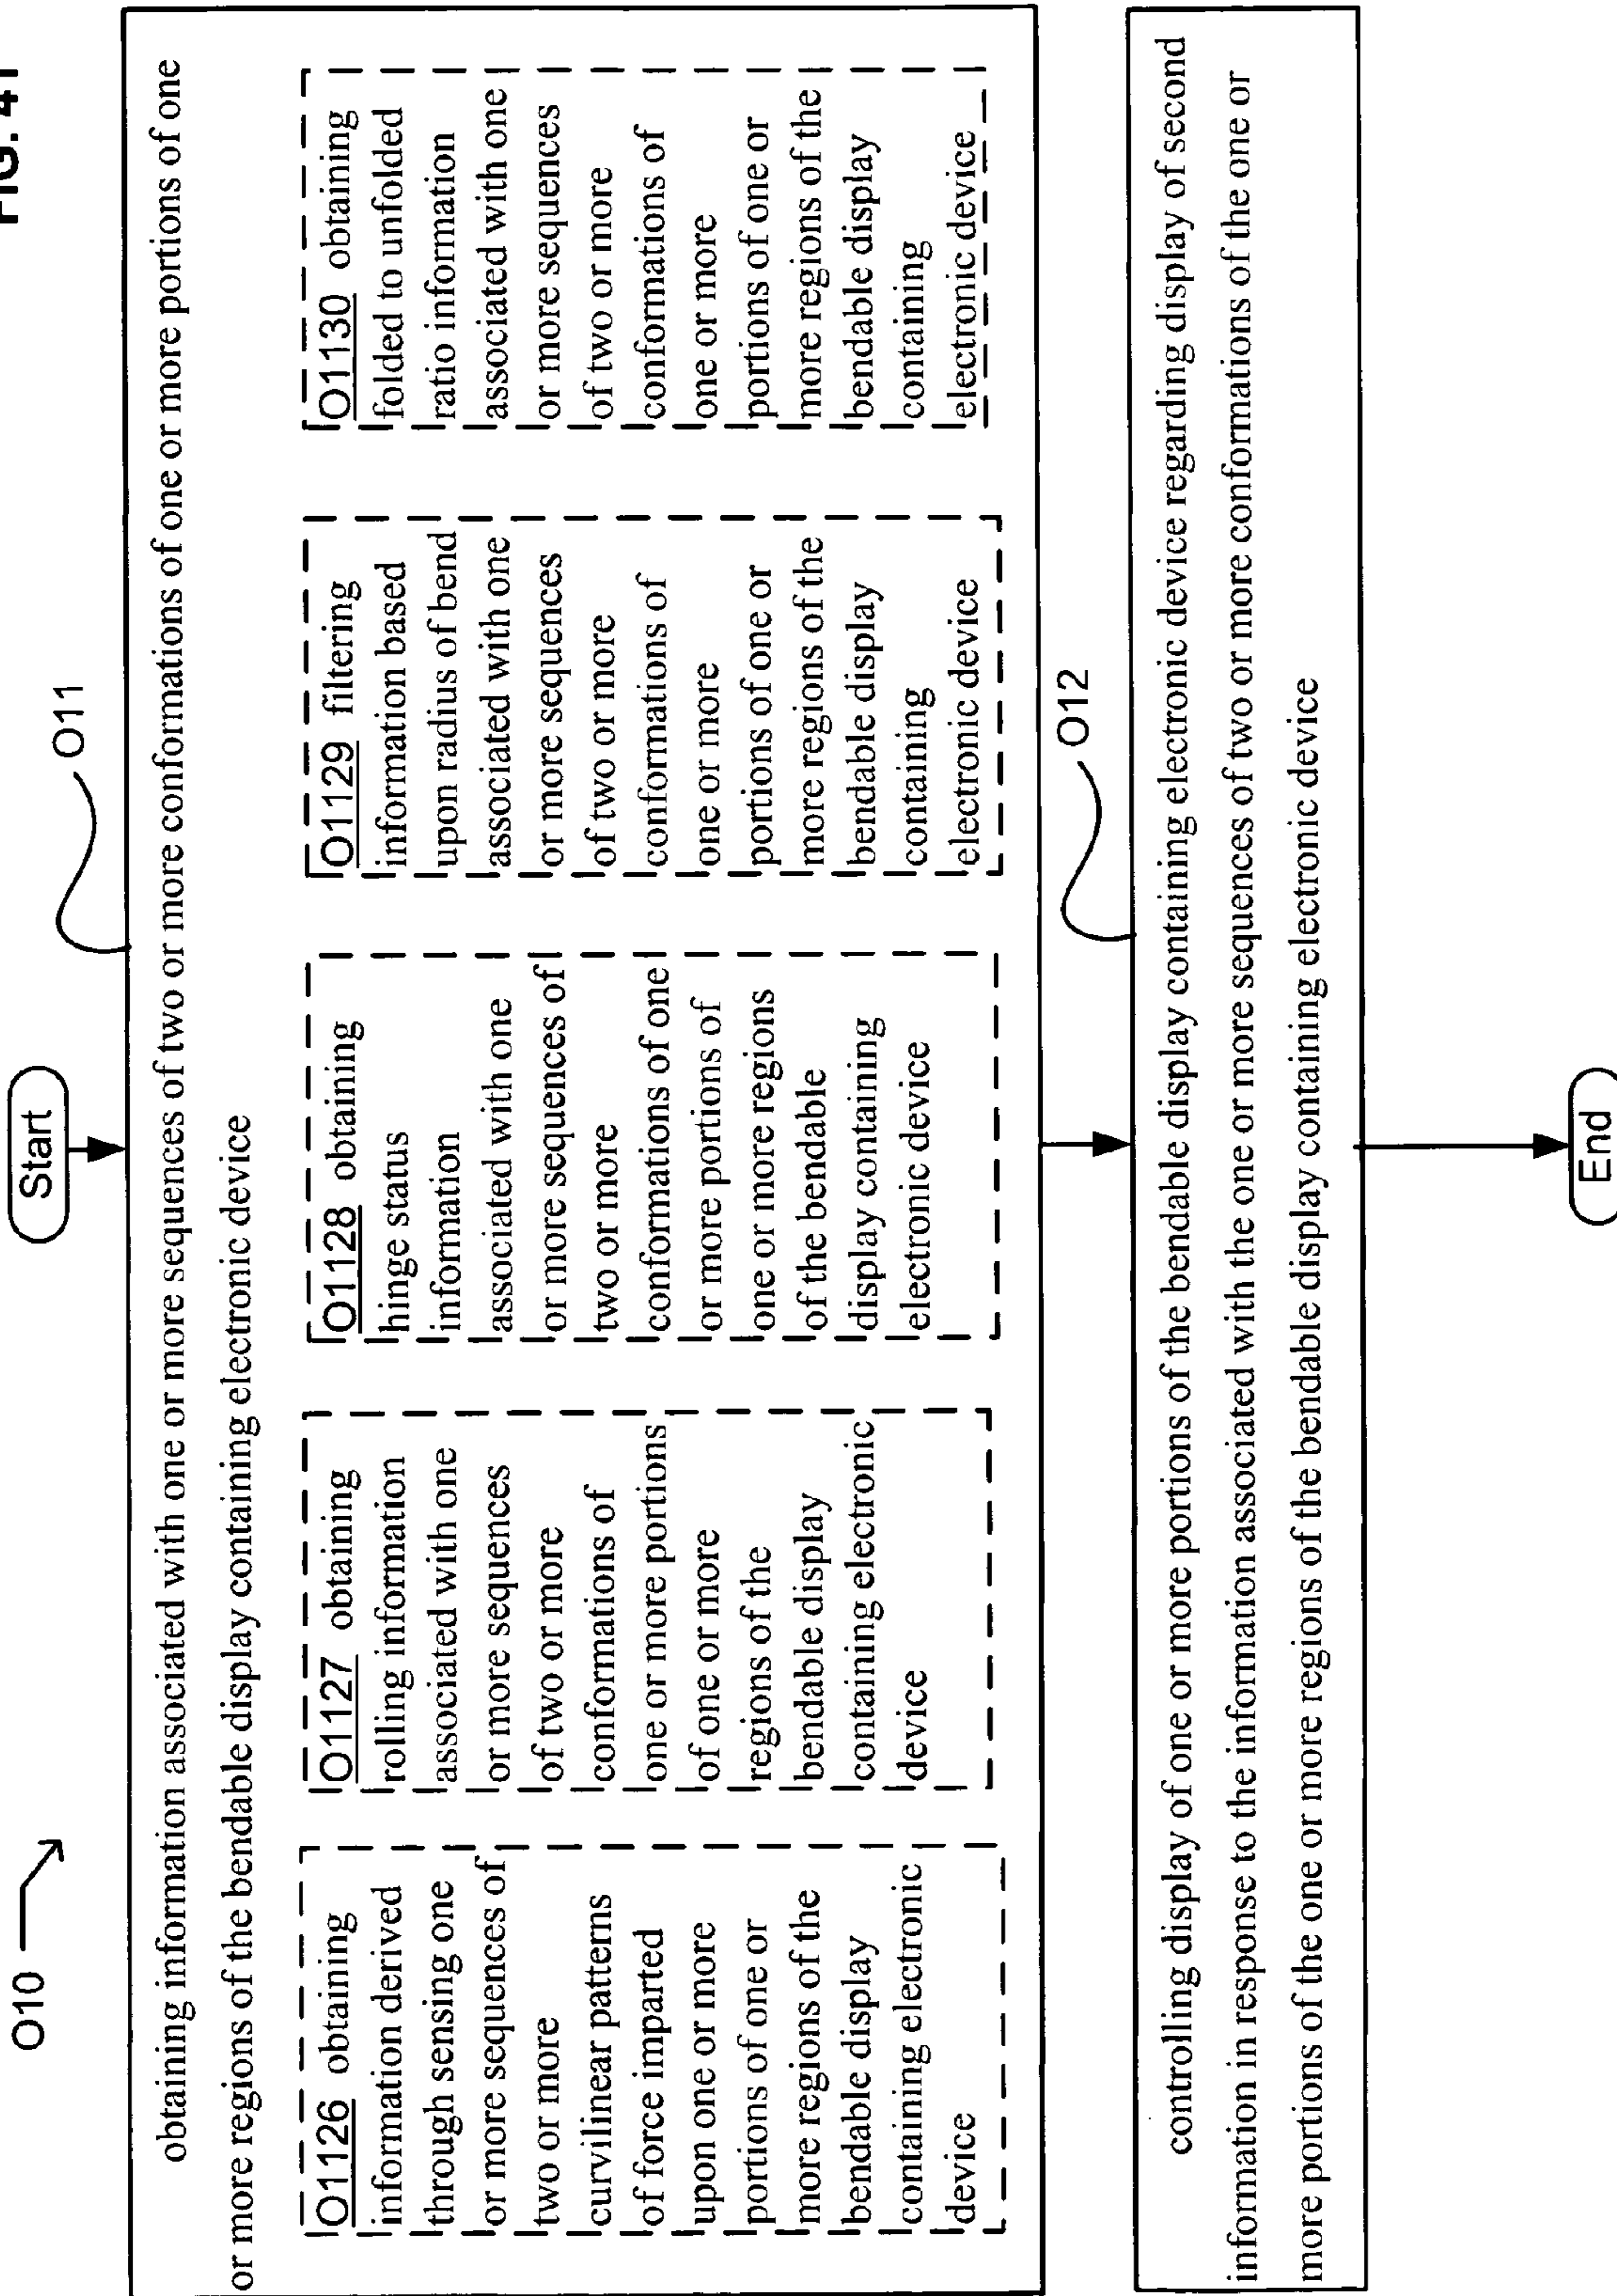 FIG. 41
O10
Start
O11
obtaining information associated with one or more sequences of two or more conformations of one or more portions of one
or more regions of the bendable display containing electronic device
O1126 obtaining
information derived
through sensing one
or more sequences of
two or more
curvilinear patterns
of force imparted
upon one or more
portions of one or
more regions of the
bendable display
containing electronic
device
O1127 obtaining
rolling information
associated with one
or more sequences
of two or more
conformations of
one or more portions
of one or more
regions of the
bendable display
containing electronic
device
O1128 obtaining
hinge status
information
associated with one
or more sequences of
two or more
conformations of one
or more portions of
one or more regions
of the bendable
display containing
electronic device
O1129 filtering
information based
upon radius of bend
associated with one
or more sequences
of two or more
conformations of
one or more
portions of one or
more regions of the
bendable display
containing
electronic device
O1130 obtaining
folded to unfolded
ratio information
associated with one
or more sequences
of two or more
conformations of
one or more
portions of one or
more regions of the
bendable display
containing
electronic device
O12
controlling display of one or more portions of the bendable display containing electronic device regarding display of second
information in response to the information associated with the one or more sequences of two or more conformations of the one or
more portions of the one or more regions of the bendable display containing electronic device
End